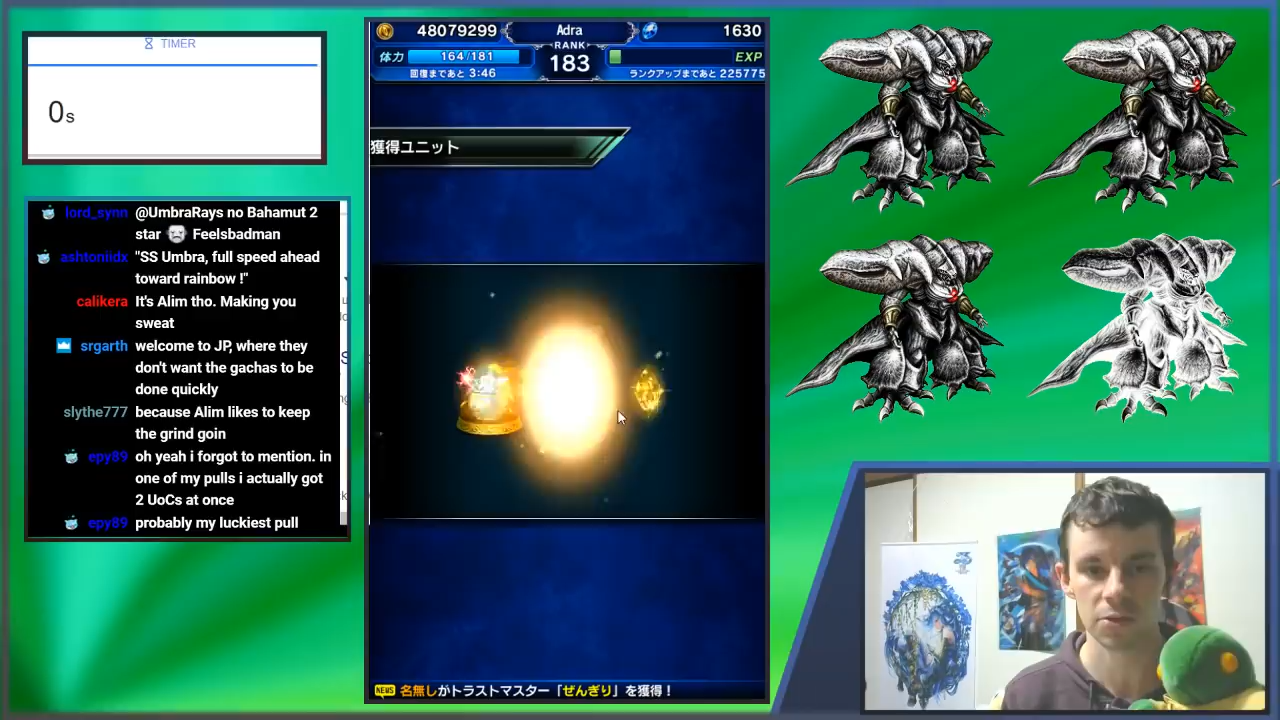 TIMER
0s
lord_synn @UmbraRays no Bahamut 2
star Feelsbadman
ashtoniidx "SS Umbra, full speed ahead
toward rainbow !"
calikera It's Alim tho. Making you
sweat
srgarth welcome to JP, where they
don't want the gachas to be
done quickly
slythe777 because Alim likes to keep
the grind goin
epy89 oh yeah i forgot to mention. in
one of my pulls i actually got
2 UoCs at once
epy89 probably my luckiest pull
48079299 Adra 1630
体力 164/181 RANK EXP
回復まであと 3:46 183 ランクアップまであと 225775
獲得ユニット
NEWS 名無しがトラストマスター「ぜんぎり」を獲得！